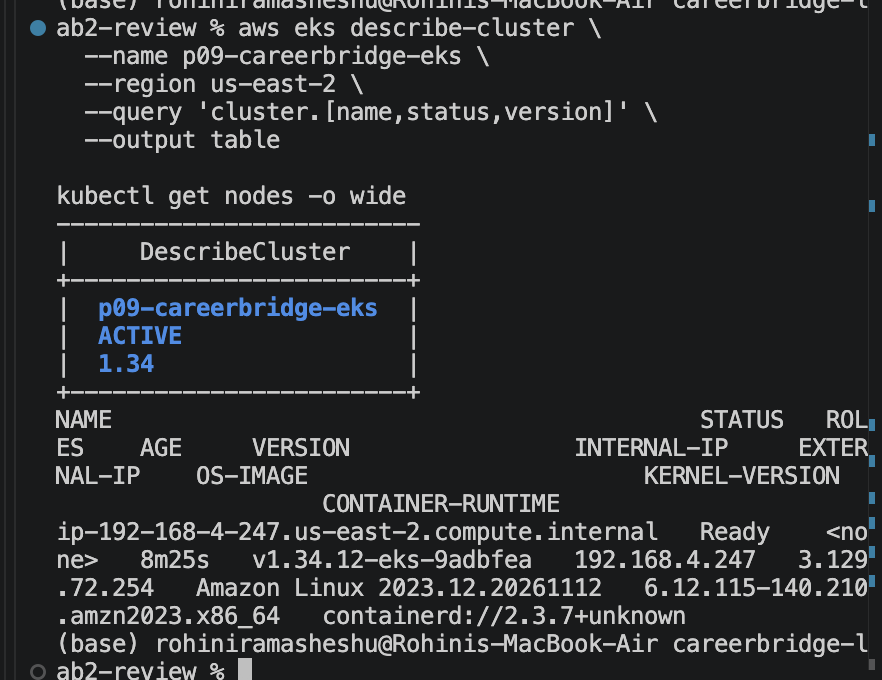 (base) rohiniramasheshu@Rohinis-MacBook-Air careerbridge-l
ab2-review % aws eks describe-cluster \
  --name p09-careerbridge-eks \
  --region us-east-2 \
  --query 'cluster.[name,status,version]' \
  --output table

kubectl get nodes -o wide
--------------------------
|     DescribeCluster    |
+------------------------+
|  p09-careerbridge-eks  |
|  ACTIVE                |
|  1.34                  |
+------------------------+
NAME                                          STATUS   ROL
ES    AGE     VERSION                INTERNAL-IP     EXTER
NAL-IP    OS-IMAGE                        KERNEL-VERSION
                   CONTAINER-RUNTIME
ip-192-168-4-247.us-east-2.compute.internal   Ready    <no
ne>   8m25s   v1.34.12-eks-9adbfea   192.168.4.247   3.129
.72.254   Amazon Linux 2023.12.20261112   6.12.115-140.210
.amzn2023.x86_64   containerd://2.3.7+unknown
(base) rohiniramasheshu@Rohinis-MacBook-Air careerbridge-l
ab2-review %